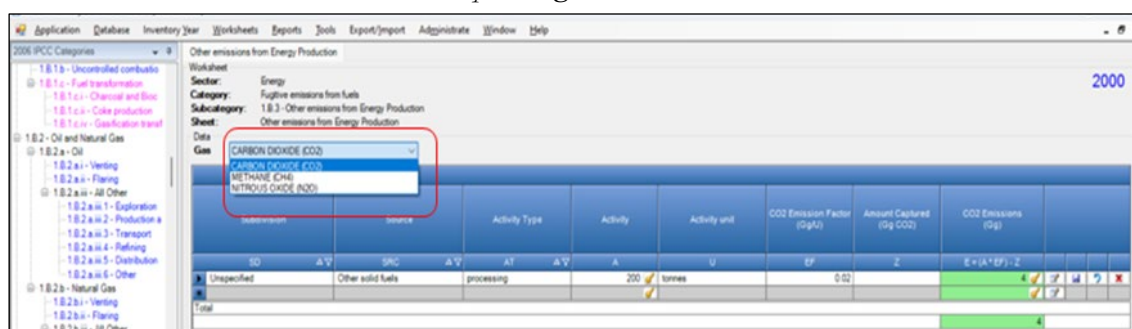 Application Database Inventory Year Worksheets Reports Tools Export/Import Administrate Window Help
2006 IPCC Categories
1.B.1.b - Uncontrolled combustio
1.B.1.c - Fuel transformation
1.B.1.c.i - Charcoal and Bioc
1.B.1.c.ii - Coke production
1.B.1.c.iv - Gasification transf
1.B.2 - Oil and Natural Gas
1.B.2.a - Oil
1.B.2.a.i - Venting
1.B.2.a.ii - Flaring
1.B.2.a.iii - All Other
1.B.2.a.iii.1 - Exploration
1.B.2.a.iii.2 - Production a
1.B.2.a.iii.3 - Transport
1.B.2.a.iii.4 - Refining
1.B.2.a.iii.5 - Distribution
1.B.2.a.iii.6 - Other
1.B.2.b - Natural Gas
1.B.2.b.i - Venting
1.B.2.b.ii - Flaring
Other emissions from Energy Production
Worksheet
Sector: Energy
Category: Fugitive emissions from fuels
Subcategory: 1.B.3 - Other emissions from Energy Production
Sheet: Other emissions from Energy Production
2000
Data
Gas CARBON DIOXIDE (CO2)
CARBON DIOXIDE (CO2)
METHANE (CH4)
NITROUS OXIDE (N2O)
Subdivision Source Activity Type Activity Activity unit CO2 Emission Factor (Gg/U) Amount Captured (Gg CO2) CO2 Emissions (Gg)
SD SRC AT A U EF Z E = (A * EF) - Z
Unspecified Other solid fuels processing 200 tonnes 0.02 4
Total
4